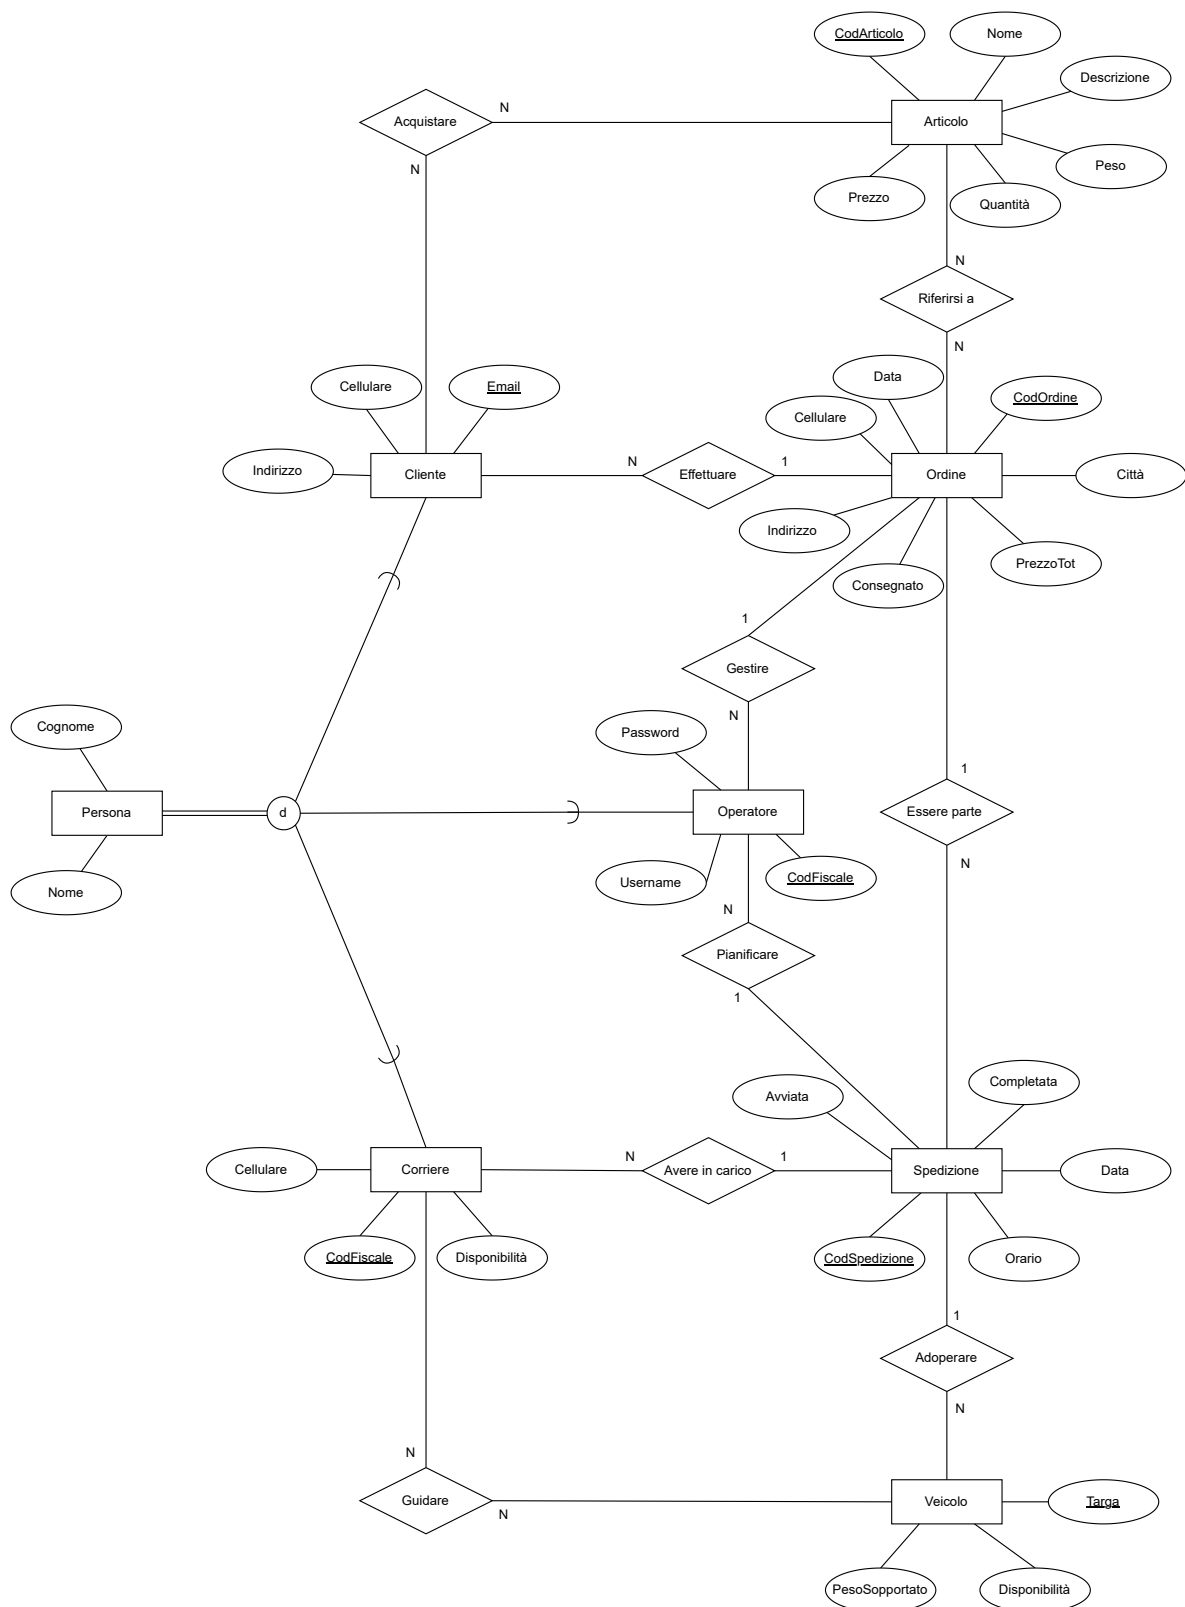 CodArticolo
Nome
Descrizione
Articolo
Acquistare
N
N
Peso
Prezzo
Quantità
N
Riferirsi a
N
Data
Cellulare
Email
CodOrdine
Cellulare
Indirizzo
Cliente
N
Effettuare
1
Ordine
Città
Indirizzo
PrezzoTot
Consegnato
1
Gestire
N
Cognome
Password
1
Persona
d
Operatore
Essere parte
N
Nome
Username
CodFiscale
N
Pianificare
1
Completata
Avviata
Cellulare
Corriere
N
Avere in carico
1
Spedizione
Data
CodFiscale
Disponibilità
CodSpedizione
Orario
1
Adoperare
N
N
Guidare
N
Veicolo
Targa
PesoSopportato
Disponibilità